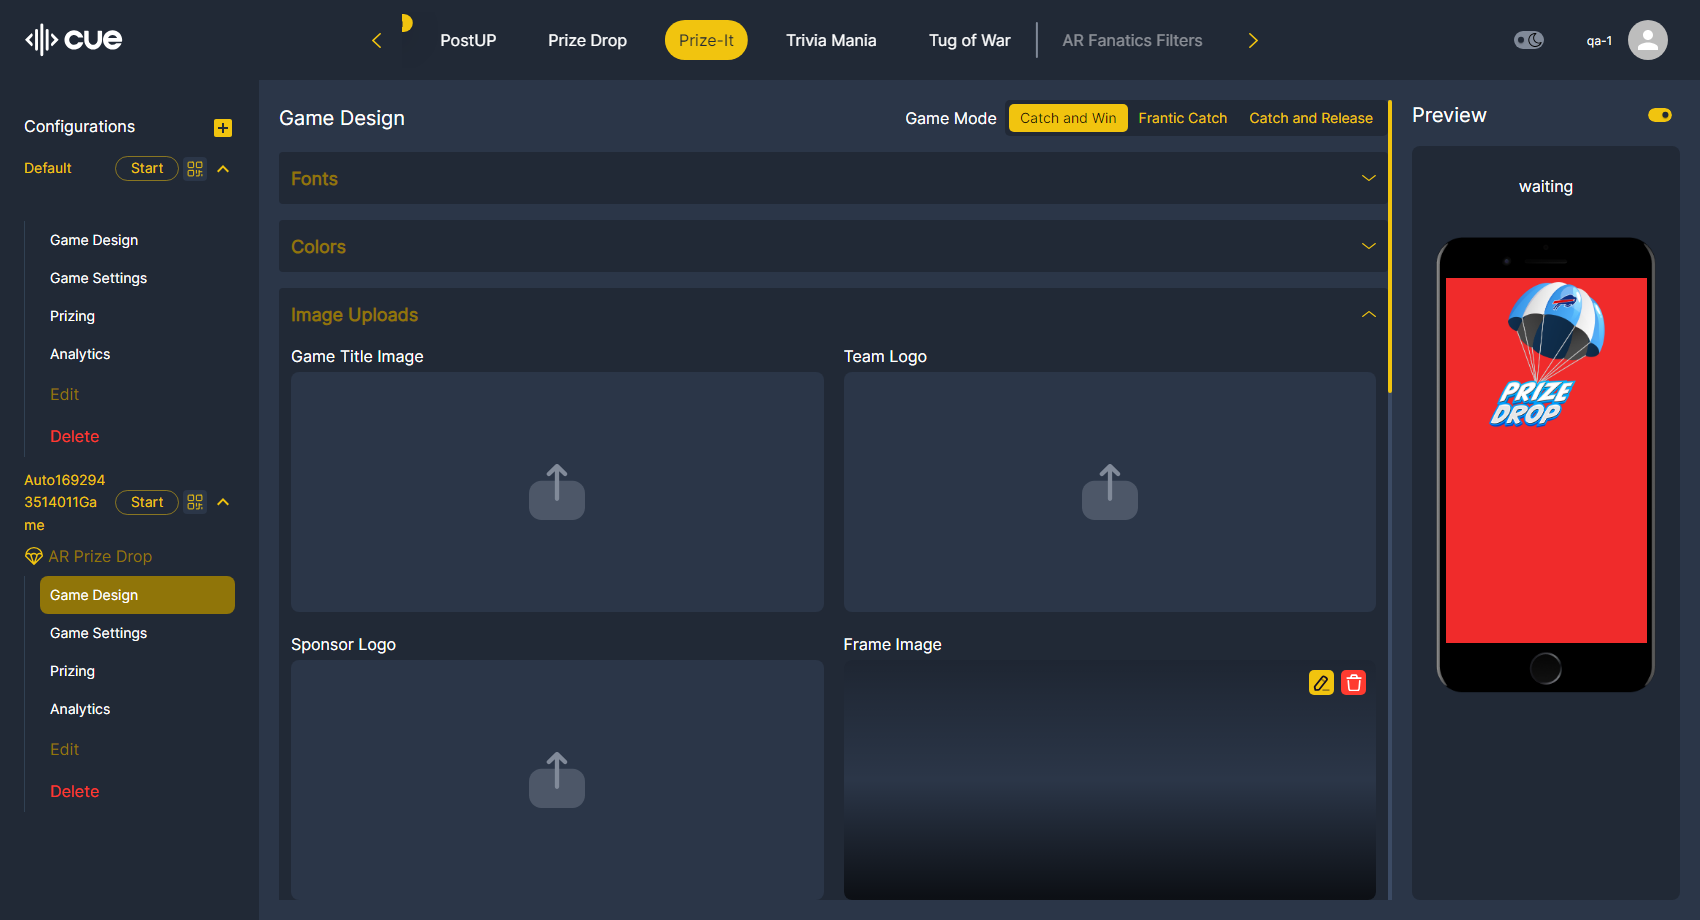 cue
PostUP
Prize Drop
Prize-It
Trivia Mania
Tug of War
AR Fanatics Filters
qa-1
Configurations
Default
Start
Game Design
Game Settings
Prizing
Analytics
Edit
Delete
Auto169294
3514011Ga
me
Start
AR Prize Drop
Game Design
Game Settings
Prizing
Analytics
Edit
Delete
Game Design
Game Mode
Catch and Win
Frantic Catch
Catch and Release
Fonts
Colors
Image Uploads
Game Title Image
Team Logo
Sponsor Logo
Frame Image
Preview
waiting
PRIZE
DROP